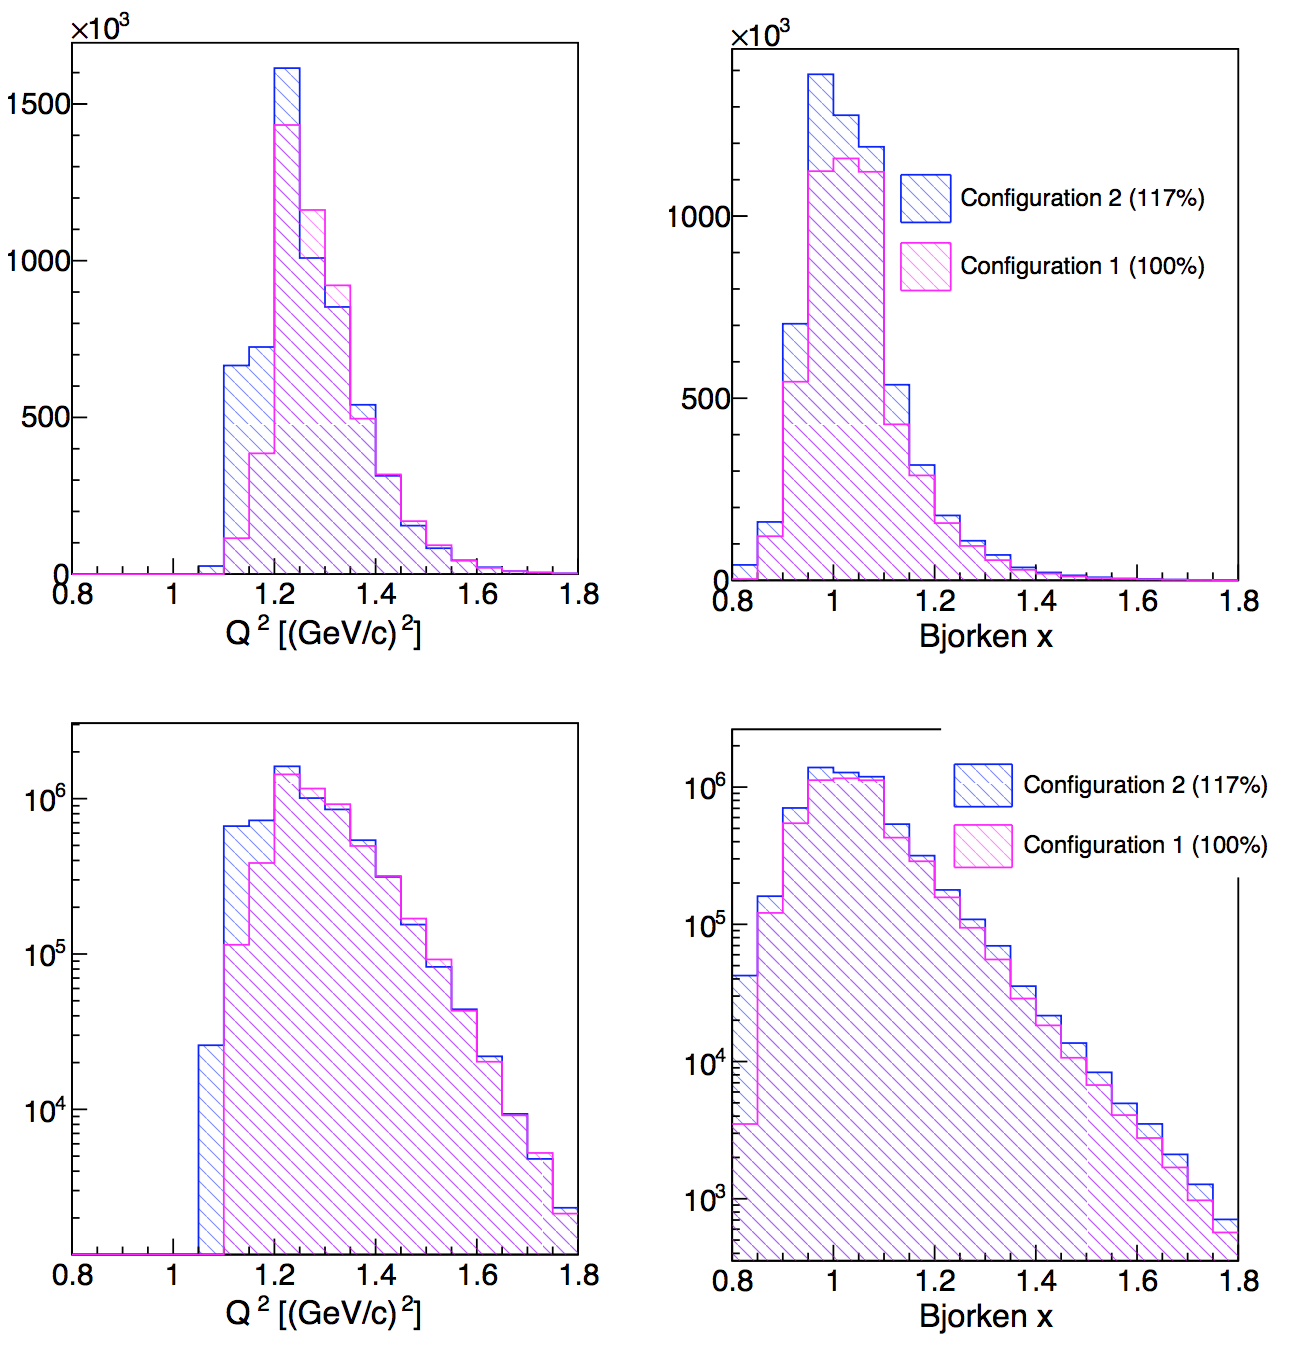 ×10³
1500
1000
500
0
0.8 1 1.2 1.4 1.6 1.8
Q² [(GeV/c)²]
×10³
1000
500
0
0.8 1 1.2 1.4 1.6 1.8
Bjorken x
Configuration 2 (117%)
Configuration 1 (100%)
10⁶
10⁵
10⁴
0.8 1 1.2 1.4 1.6 1.8
Q² [(GeV/c)²]
10⁶
10⁵
10⁴
10³
0.8 1 1.2 1.4 1.6 1.8
Bjorken x
Configuration 2 (117%)
Configuration 1 (100%)